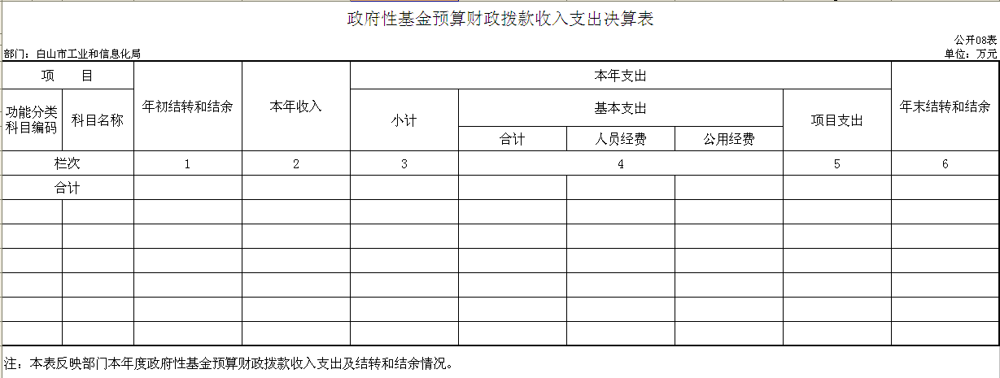 政府性基金预算财政拨款收入支出决算表
公开08表
部门：白山市工业和信息化局
单位：万元
项 目
年初结转和结余
本年收入
本年支出
年末结转和结余
功能分类
科目编码
科目名称
小计
基本支出
项目支出
合计
人员经费
公用经费
栏次
1
2
3
4
5
6
合计
注：本表反映部门本年度政府性基金预算财政拨款收入支出及结转和结余情况。